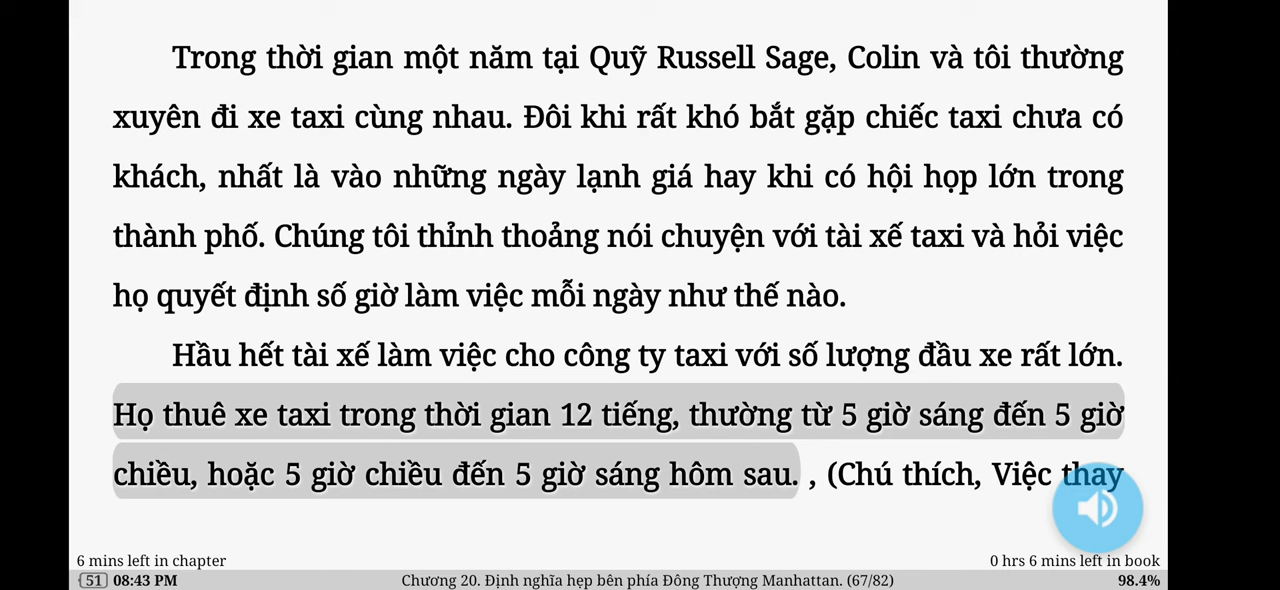 Trong thời gian một năm tại Quỹ Russell Sage, Colin và tôi thường
xuyên đi xe taxi cùng nhau. Đôi khi rất khó bắt gặp chiếc taxi chưa có
khách, nhất là vào những ngày lạnh giá hay khi có hội họp lớn trong
thành phố. Chúng tôi thỉnh thoảng nói chuyện với tài xế taxi và hỏi việc
họ quyết định số giờ làm việc mỗi ngày như thế nào.
Hầu hết tài xế làm việc cho công ty taxi với số lượng đầu xe rất lớn.
Họ thuê xe taxi trong thời gian 12 tiếng, thường từ 5 giờ sáng đến 5 giờ
chiều, hoặc 5 giờ chiều đến 5 giờ sáng hôm sau. , (Chú thích, Việc thay
6 mins left in chapter 0 hrs 6 mins left in book
51 08:43 PM Chương 20. Định nghĩa hẹp bên phía Đông Thượng Manhattan. (67/82) 98.4%